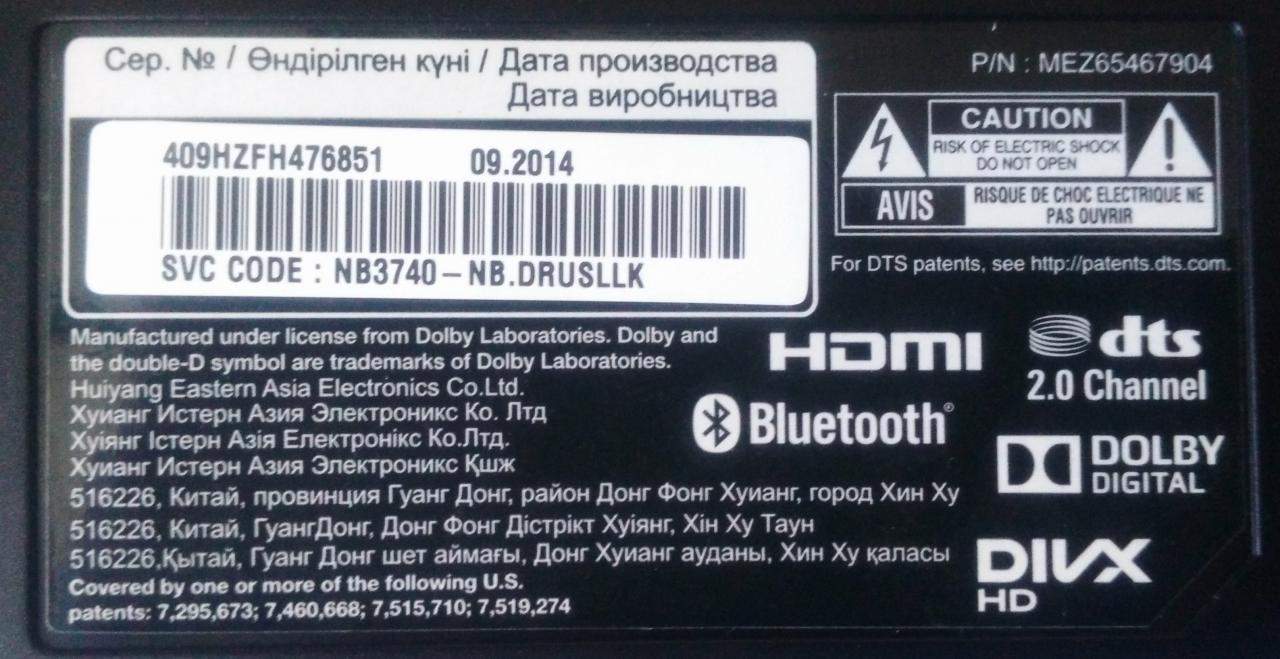 Сер. № / Өндірілген күні / Дата производства
Дата виробництва
409HZFH476851 09.2014
SVC CODE : NB3740-NB.DRUSLLK
P/N : MEZ65467904
CAUTION
RISK OF ELECTRIC SHOCK
DO NOT OPEN
AVIS
RISQUE DE CHOC ELECTRIQUE NE
PAS OUVRIR
For DTS patents, see http://patents.dts.com.
Manufactured under license from Dolby Laboratories. Dolby and
the double-D symbol are trademarks of Dolby Laboratories.
Huiyang Eastern Asia Electronics Co.Ltd.
Хуианг Истерн Азия Электроникс Ко. Лтд
Хуіянг Істерн Азія Електронікс Ко.Лтд.
Хуианг Истерн Азия Электроникс Қшж
516226, Китай, провинция Гуанг Донг, район Донг Фонг Хуианг, город Хин Ху
516226, Китай, ГуангДонг, Донг Фонг Дістрікт Хуіянг, Хін Ху Таун
516226,Қытай, Гуанг Донг шет аймағы, Донг Хуианг ауданы, Хин Ху қаласы
Covered by one or more of the following U.S.
patents: 7,295,673; 7,460,668; 7,515,710; 7,519,274
HDMI
dts
2.0 Channel
Bluetooth®
DOLBY
DIGITAL
DIVX
HD